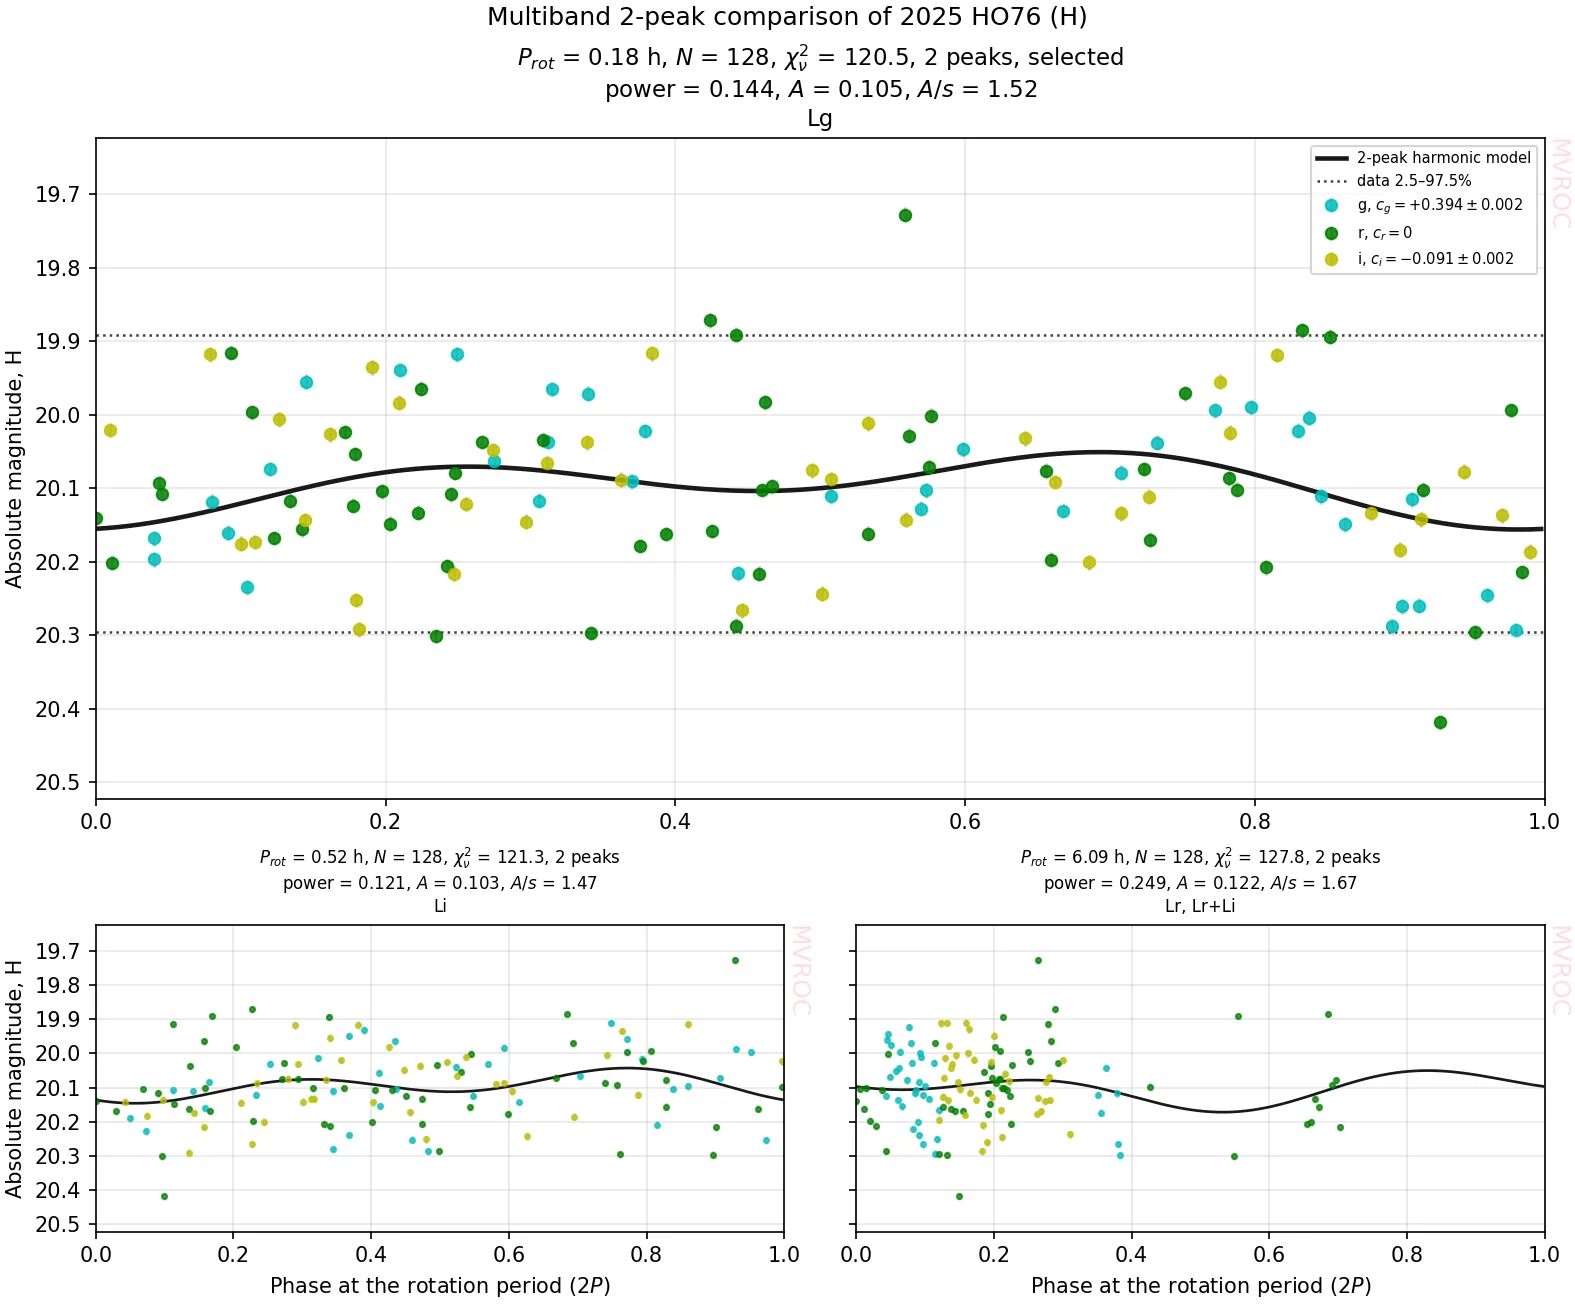 Multiband 2-peak comparison of 2025 HO76 (H)
P_rot = 0.18 h, N = 128, χ²_ν = 120.5, 2 peaks, selected
power = 0.144, A = 0.105, A/s = 1.52
Lg
MVROC
2-peak harmonic model
data 2.5–97.5%
g, c_g = +0.394 ± 0.002
r, c_r = 0
i, c_i = −0.091 ± 0.002
Absolute magnitude, H
19.7
19.8
19.9
20.0
20.1
20.2
20.3
20.4
20.5
0.0 0.2 0.4 0.6 0.8 1.0
P_rot = 0.52 h, N = 128, χ²_ν = 121.3, 2 peaks
power = 0.121, A = 0.103, A/s = 1.47
Li
MVROC
Absolute magnitude, H
19.7
19.8
19.9
20.0
20.1
20.2
20.3
20.4
20.5
0.0 0.2 0.4 0.6 0.8 1.0
Phase at the rotation period (2P)
P_rot = 6.09 h, N = 128, χ²_ν = 127.8, 2 peaks
power = 0.249, A = 0.122, A/s = 1.67
Lr, Lr+Li
MVROC
0.0 0.2 0.4 0.6 0.8 1.0
Phase at the rotation period (2P)